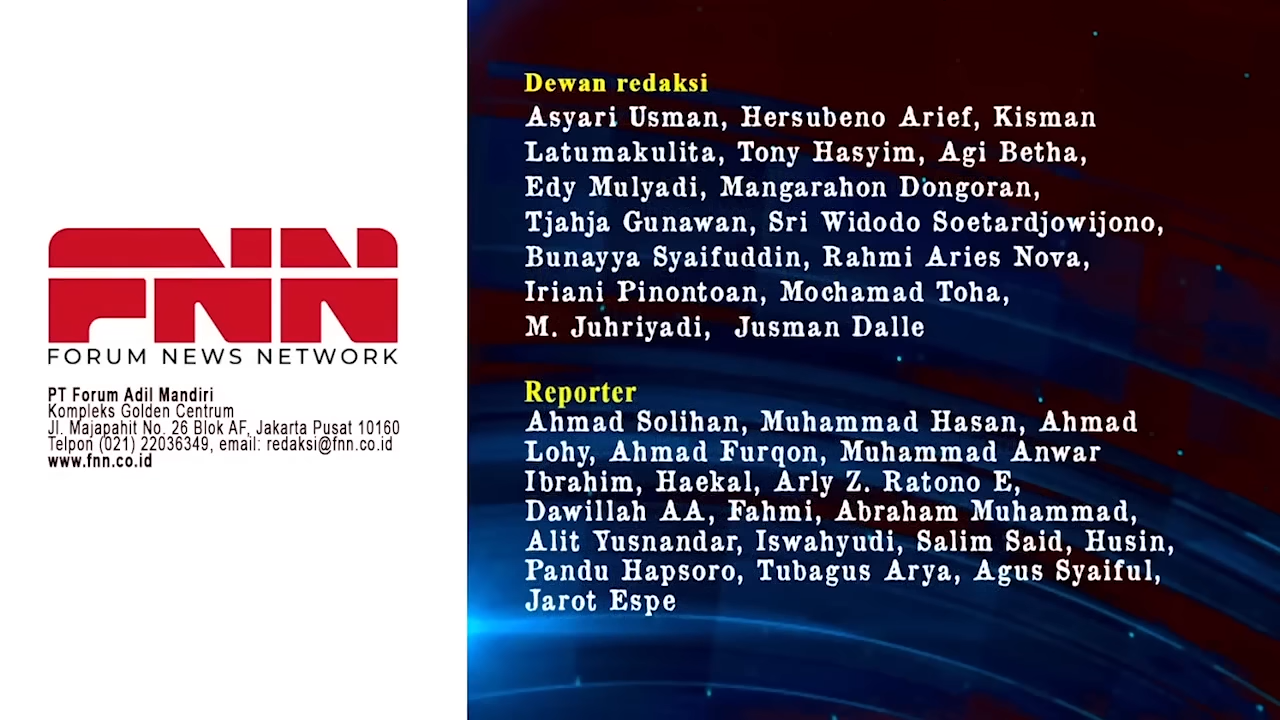 FNN
FORUM NEWS NETWORK
PT Forum Adil Mandiri
Kompleks Golden Centrum
Jl. Majapahit No. 26 Blok AF, Jakarta Pusat 10160
Telpon (021) 22036349, email: redaksi@fnn.co.id
www.fnn.co.id
Dewan redaksi
Asyari Usman, Hersubeno Arief, Kisman
Latumakulita, Tony Hasyim, Agi Betha,
Edy Mulyadi, Mangarahon Dongoran,
Tjahja Gunawan, Sri Widodo Soetardjowijono,
Bunayya Syaifuddin, Rahmi Aries Nova,
Iriani Pinontoan, Mochamad Toha,
M. Juhriyadi, Jusman Dalle
Reporter
Ahmad Solihan, Muhammad Hasan, Ahmad
Lohy, Ahmad Furqon, Muhammad Anwar
Ibrahim, Haekal, Arly Z. Ratono E,
Dawillah AA, Fahmi, Abraham Muhammad,
Alit Yusnandar, Iswahyudi, Salim Said, Husin,
Pandu Hapsoro, Tubagus Arya, Agus Syaiful,
Jarot Espe